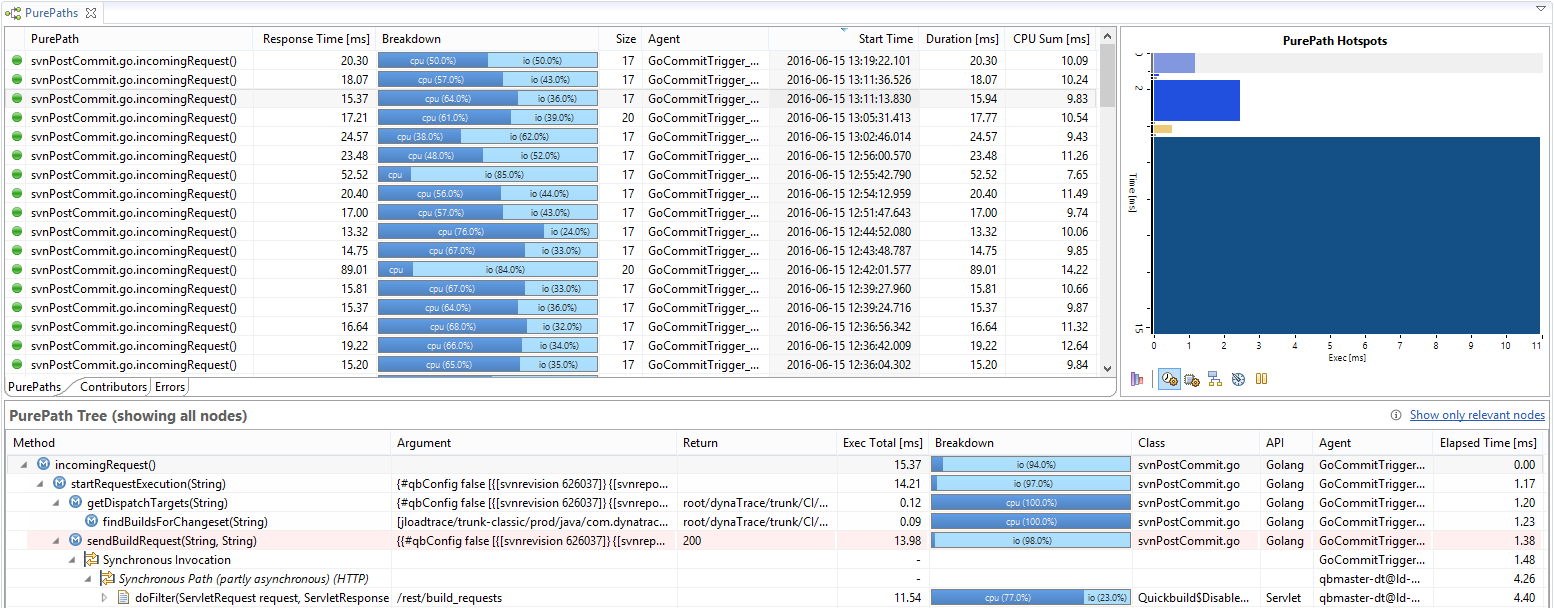 PurePaths
PurePath Response Time [ms] Breakdown Size Agent Start Time Duration [ms] CPU Sum [ms]
svnPostCommit.go.incomingRequest() 20.30 cpu (50.0%) io (50.0%) 17 GoCommitTrigger_... 2016-06-15 13:19:22.101 20.30 10.09
svnPostCommit.go.incomingRequest() 18.07 cpu (57.0%) io (43.0%) 17 GoCommitTrigger_... 2016-06-15 13:11:36.526 18.07 10.24
svnPostCommit.go.incomingRequest() 15.37 cpu (64.0%) io (36.0%) 17 GoCommitTrigger_... 2016-06-15 13:11:13.830 15.94 9.83
svnPostCommit.go.incomingRequest() 17.21 cpu (61.0%) io (39.0%) 20 GoCommitTrigger_... 2016-06-15 13:05:31.413 17.77 10.54
svnPostCommit.go.incomingRequest() 24.57 cpu (38.0%) io (62.0%) 17 GoCommitTrigger_... 2016-06-15 13:02:46.014 24.57 9.43
svnPostCommit.go.incomingRequest() 23.48 cpu (48.0%) io (52.0%) 17 GoCommitTrigger_... 2016-06-15 12:56:00.570 23.48 11.26
svnPostCommit.go.incomingRequest() 52.52 cpu io (85.0%) 17 GoCommitTrigger_... 2016-06-15 12:55:42.790 52.52 7.65
svnPostCommit.go.incomingRequest() 20.40 cpu (56.0%) io (44.0%) 17 GoCommitTrigger_... 2016-06-15 12:54:12.959 20.40 11.49
svnPostCommit.go.incomingRequest() 17.00 cpu (57.0%) io (43.0%) 17 GoCommitTrigger_... 2016-06-15 12:51:47.643 17.00 9.74
svnPostCommit.go.incomingRequest() 13.32 cpu (76.0%) io (24.0%) 17 GoCommitTrigger_... 2016-06-15 12:44:52.080 13.32 10.06
svnPostCommit.go.incomingRequest() 14.75 cpu (67.0%) io (33.0%) 17 GoCommitTrigger_... 2016-06-15 12:43:48.787 14.75 9.85
svnPostCommit.go.incomingRequest() 89.01 cpu io (84.0%) 20 GoCommitTrigger_... 2016-06-15 12:42:01.577 89.01 14.22
svnPostCommit.go.incomingRequest() 15.81 cpu (67.0%) io (33.0%) 17 GoCommitTrigger_... 2016-06-15 12:39:27.960 15.81 10.66
svnPostCommit.go.incomingRequest() 15.37 cpu (64.0%) io (36.0%) 17 GoCommitTrigger_... 2016-06-15 12:39:24.716 15.37 9.87
svnPostCommit.go.incomingRequest() 16.64 cpu (68.0%) io (32.0%) 17 GoCommitTrigger_... 2016-06-15 12:36:56.342 16.64 11.32
svnPostCommit.go.incomingRequest() 19.22 cpu (66.0%) io (34.0%) 17 GoCommitTrigger_... 2016-06-15 12:36:42.009 19.22 12.64
svnPostCommit.go.incomingRequest() 15.20 cpu (65.0%) io (35.0%) 17 GoCommitTrigger_... 2016-06-15 12:36:04.302 15.20 9.84
PurePaths Contributors Errors
PurePath Hotspots
0
2
15
Time [ms]
0 1 2 3 4 5 6 7 8 9 10 11
Exec [ms]
PurePath Tree (showing all nodes)
Show only relevant nodes
Method Argument Return Exec Total [ms] Breakdown Class API Agent Elapsed Time [ms]
incomingRequest() 15.37 io (94.0%) svnPostCommit.go Golang GoCommitTrigger... 0.00
startRequestExecution(String) {#qbConfig false [{[svnrevision 626037]} {[svnrepo... 14.21 io (97.0%) svnPostCommit.go Golang GoCommitTrigger... 1.17
getDispatchTargets(String) {#qbConfig false [{[svnrevision 626037]} {[svnrepo... root/dynaTrace/trunk/CI/... 0.12 cpu (100.0%) svnPostCommit.go Golang GoCommitTrigger... 1.20
findBuildsForChangeset(String) [jloadtrace/trunk-classic/prod/java/com.dynatrac... root/dynaTrace/trunk/CI/... 0.09 cpu (100.0%) svnPostCommit.go Golang GoCommitTrigger... 1.23
sendBuildRequest(String, String) {{#qbConfig false [{[svnrevision 626037]} {[svnrep... 200 13.98 io (98.0%) svnPostCommit.go Golang GoCommitTrigger... 1.38
Synchronous Invocation - GoCommitTrigger... 1.48
Synchronous Path (partly asynchronous) (HTTP) - qbmaster-dt@ld-... 4.26
doFilter(ServletRequest request, ServletResponse /rest/build_requests 11.54 cpu (77.0%) io (23.0%) Quickbuild$Disable... Servlet qbmaster-dt@ld-... 4.40